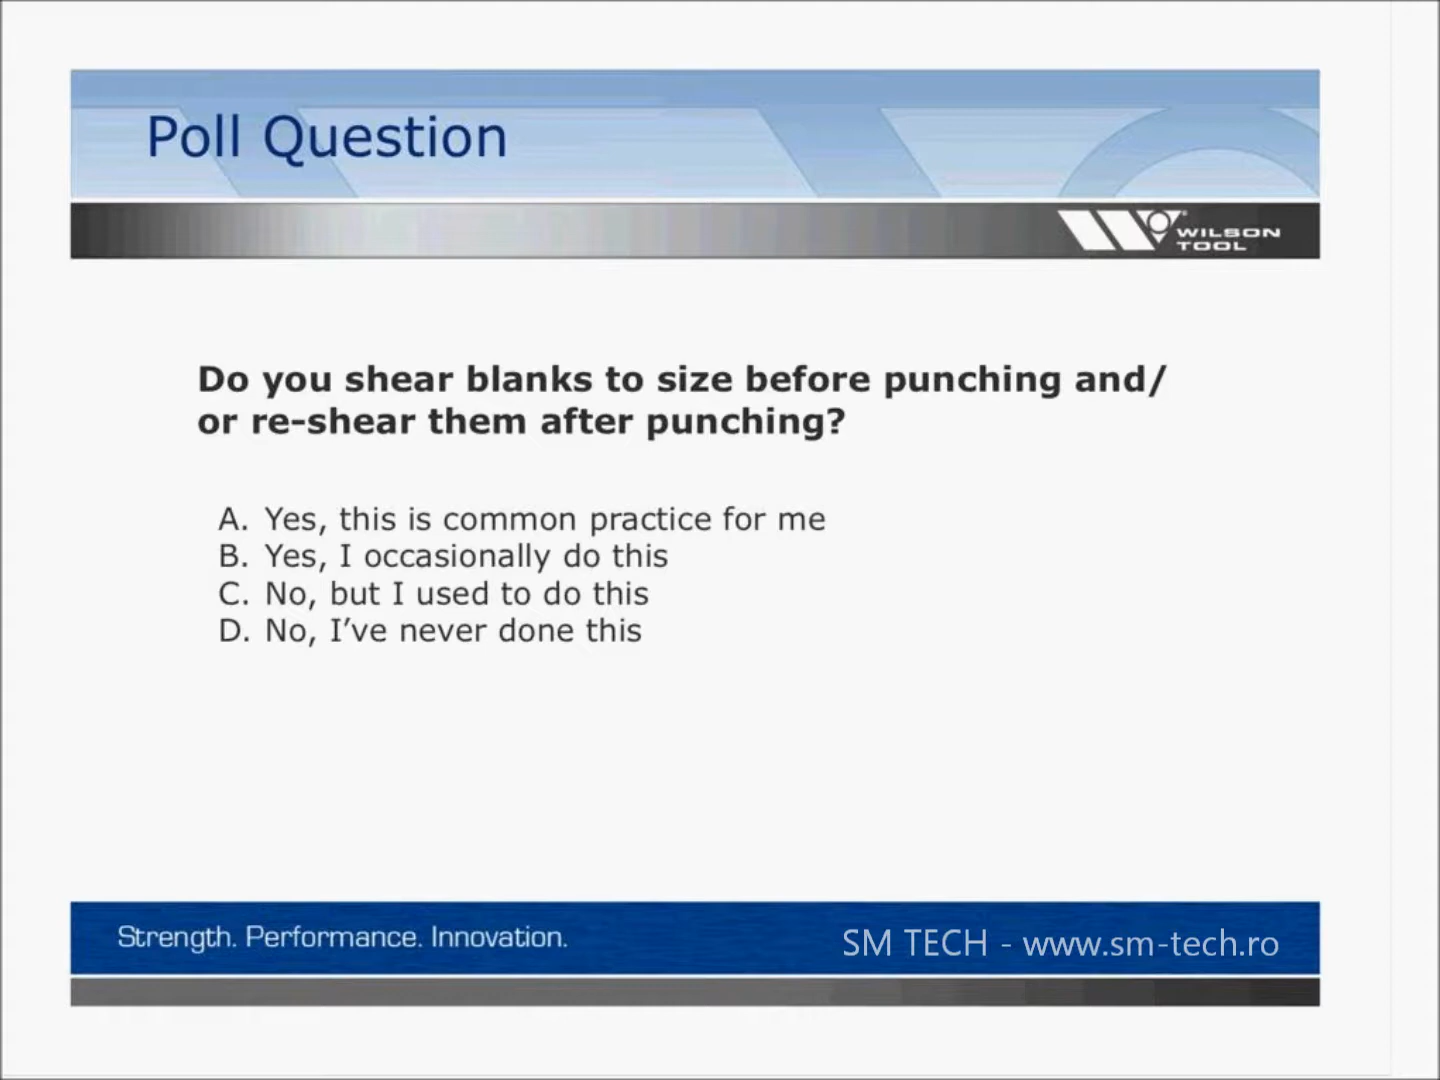 Poll Question
WILSON
TOOL
Do you shear blanks to size before punching and/
or re-shear them after punching?
A. Yes, this is common practice for me
B. Yes, I occasionally do this
C. No, but I used to do this
D. No, I’ve never done this
Strength. Performance. Innovation.
SM TECH - www.sm-tech.ro